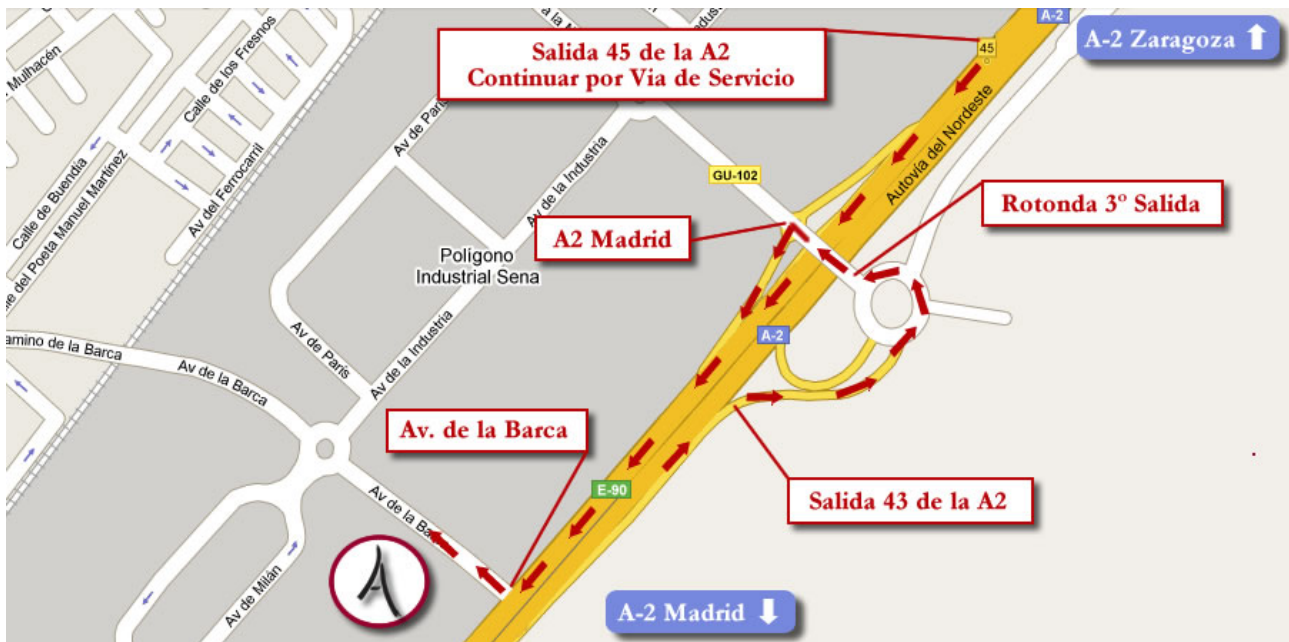 Mulhacén
Calle de los Fresnos
Industria
A-2
A-2 Zaragoza
Salida 45 de la A2
Continuar por Via de Servicio
45
Calle de Buendia
del Poeta Manuel Martínez
Av del Ferrocarril
Av de París
Av de la Industria
GU-102
Autovía del Nordeste
Rotonda 3º Salida
A2 Madrid
Polígono
Industrial Sena
A-2
Camino de la Barca
Av de la Barca
Av de París
Av de la Industria
Av. de la Barca
Salida 43 de la A2
E-90
Av de la Ba
Av de Milán
A
A-2 Madrid